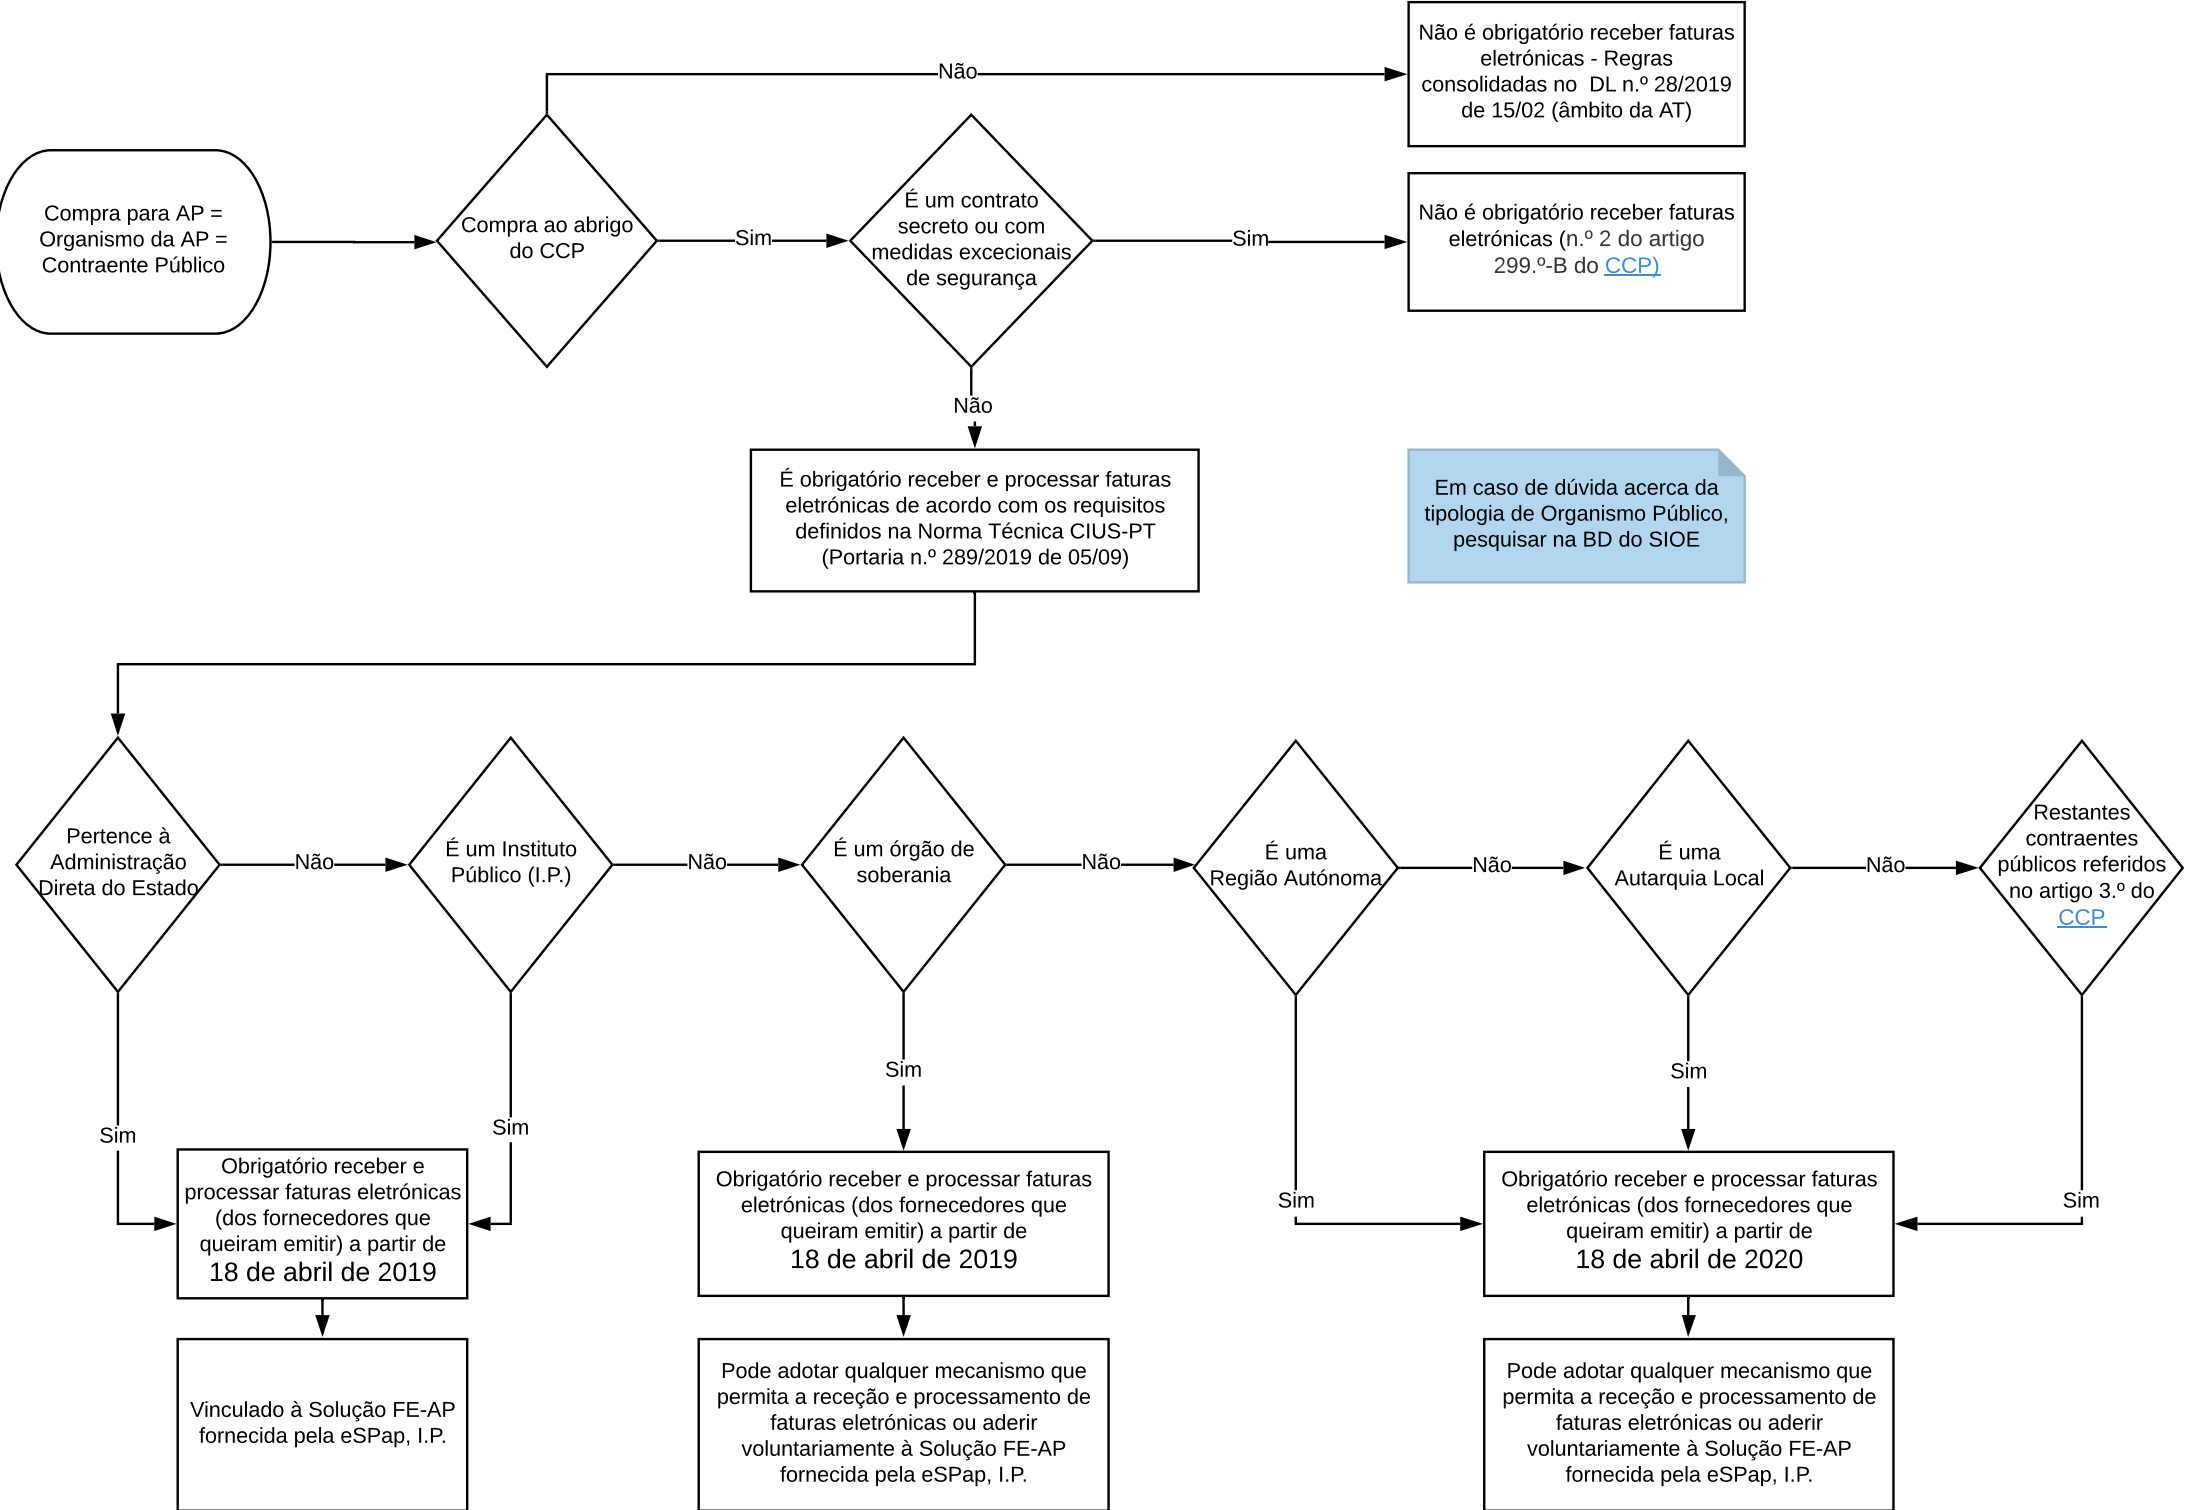 Não é obrigatório receber faturas
eletrónicas - Regras
consolidadas no  DL n.º 28/2019
de 15/02 (âmbito da AT)
Não
Compra para AP =
Organismo da AP =
Contraente Público
Compra ao abrigo
do CCP
Sim
É um contrato
secreto ou com
medidas excecionais
de segurança
Sim
Não é obrigatório receber faturas
eletrónicas (n.º 2 do artigo
299.º-B do CCP)
Não
É obrigatório receber e processar faturas
eletrónicas de acordo com os requisitos
definidos na Norma Técnica CIUS-PT
(Portaria n.º 289/2019 de 05/09)
Em caso de dúvida acerca da
tipologia de Organismo Público,
pesquisar na BD do SIOE
Pertence à
Administração
Direta do Estado
Não
É um Instituto
Público (I.P.)
Não
É um órgão de
soberania
Não
É uma
Região Autónoma
Não
É uma
Autarquia Local
Não
Restantes
contraentes
públicos referidos
no artigo 3.º do
CCP
Sim
Sim
Sim
Sim
Sim
Sim
Obrigatório receber e
processar faturas eletrónicas
(dos fornecedores que
queiram emitir) a partir de
18 de abril de 2019
Obrigatório receber e processar faturas
eletrónicas (dos fornecedores que
queiram emitir) a partir de
18 de abril de 2019
Obrigatório receber e processar faturas
eletrónicas (dos fornecedores que
queiram emitir) a partir de
18 de abril de 2020
Vinculado à Solução FE-AP
fornecida pela eSPap, I.P.
Pode adotar qualquer mecanismo que
permita a receção e processamento de
faturas eletrónicas ou aderir
voluntariamente à Solução FE-AP
fornecida pela eSPap, I.P.
Pode adotar qualquer mecanismo que
permita a receção e processamento de
faturas eletrónicas ou aderir
voluntariamente à Solução FE-AP
fornecida pela eSPap, I.P.